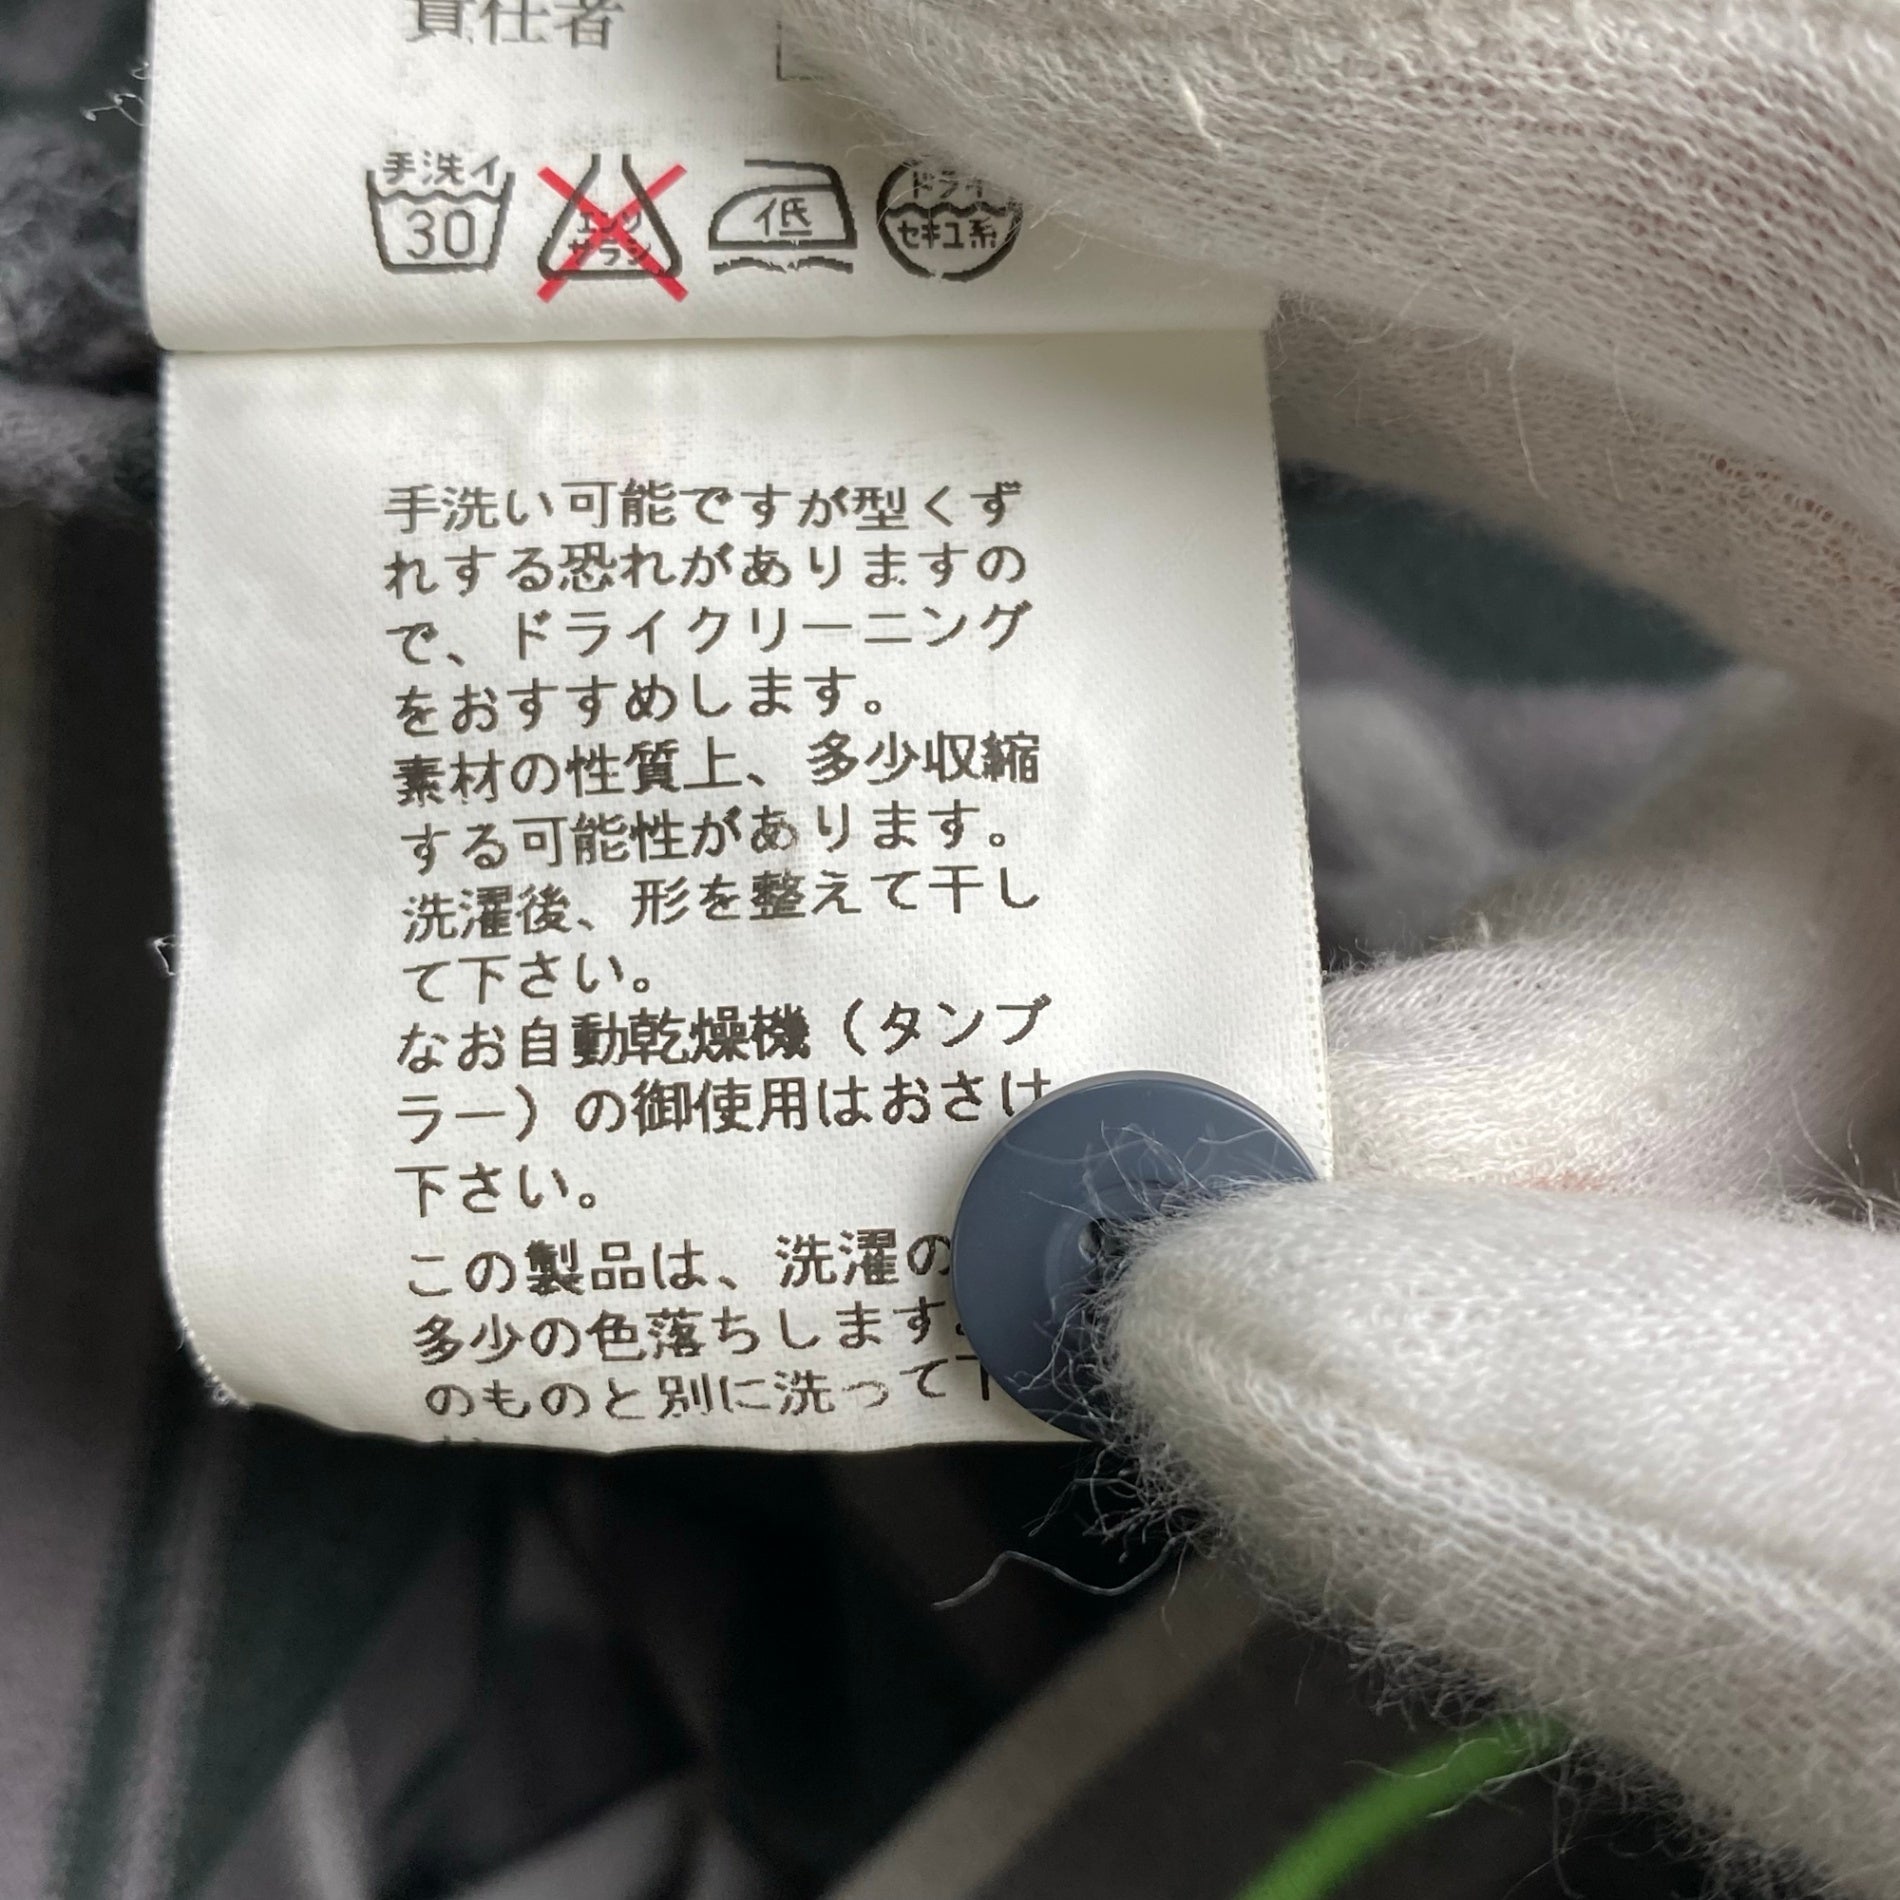 責任者
手洗イ 30
エンソ サラシ
低
ドライ セキユ系
手洗い可能ですが型くず
れする恐れがありますの
で、ドライクリーニング
をおすすめします。
素材の性質上、多少収縮
する可能性があります。
洗濯後、形を整えて干し
て下さい。
なお自動乾燥機（タンブ
ラー）の御使用はおさけ
下さい。
この製品は、洗濯の
多少の色落ちします。
のものと別に洗って下